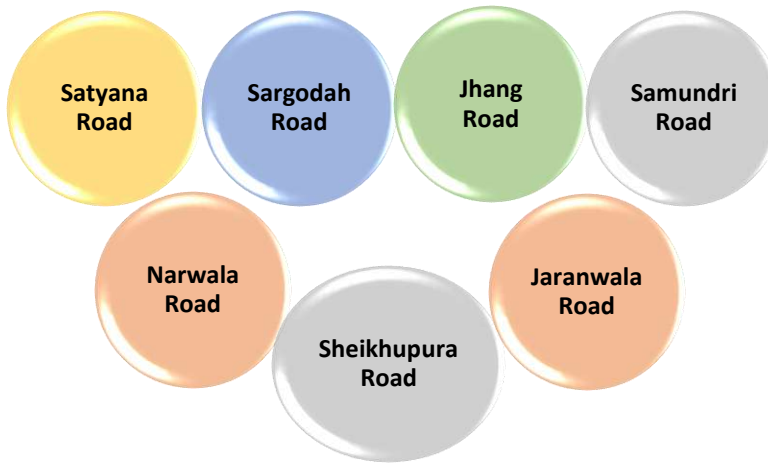 Satyana
Road
Sargodah
Road
Jhang
Road
Samundri
Road
Narwala
Road
Sheikhupura
Road
Jaranwala
Road